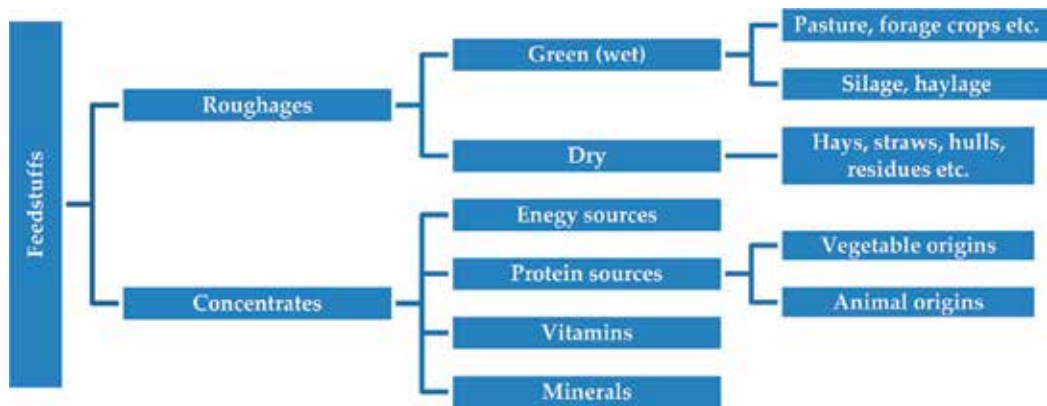 Feedstuffs
Roughages
Green (wet)
Pasture, forage crops etc.
Silage, haylage
Dry
Hays, straws, hulls,
residues etc.
Concentrates
Enegy sources
Protein sources
Vegetable origins
Animal origins
Vitamins
Minerals